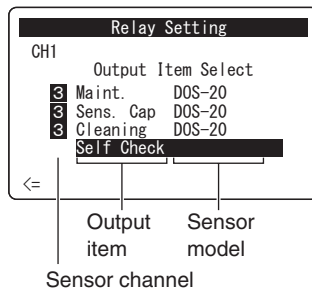 Relay Setting
CH1
Output Item Select
3 Maint. DOS-20
3 Sens. Cap DOS-20
3 Cleaning DOS-20
Self Check
<=
Output item
Sensor model
Sensor channel